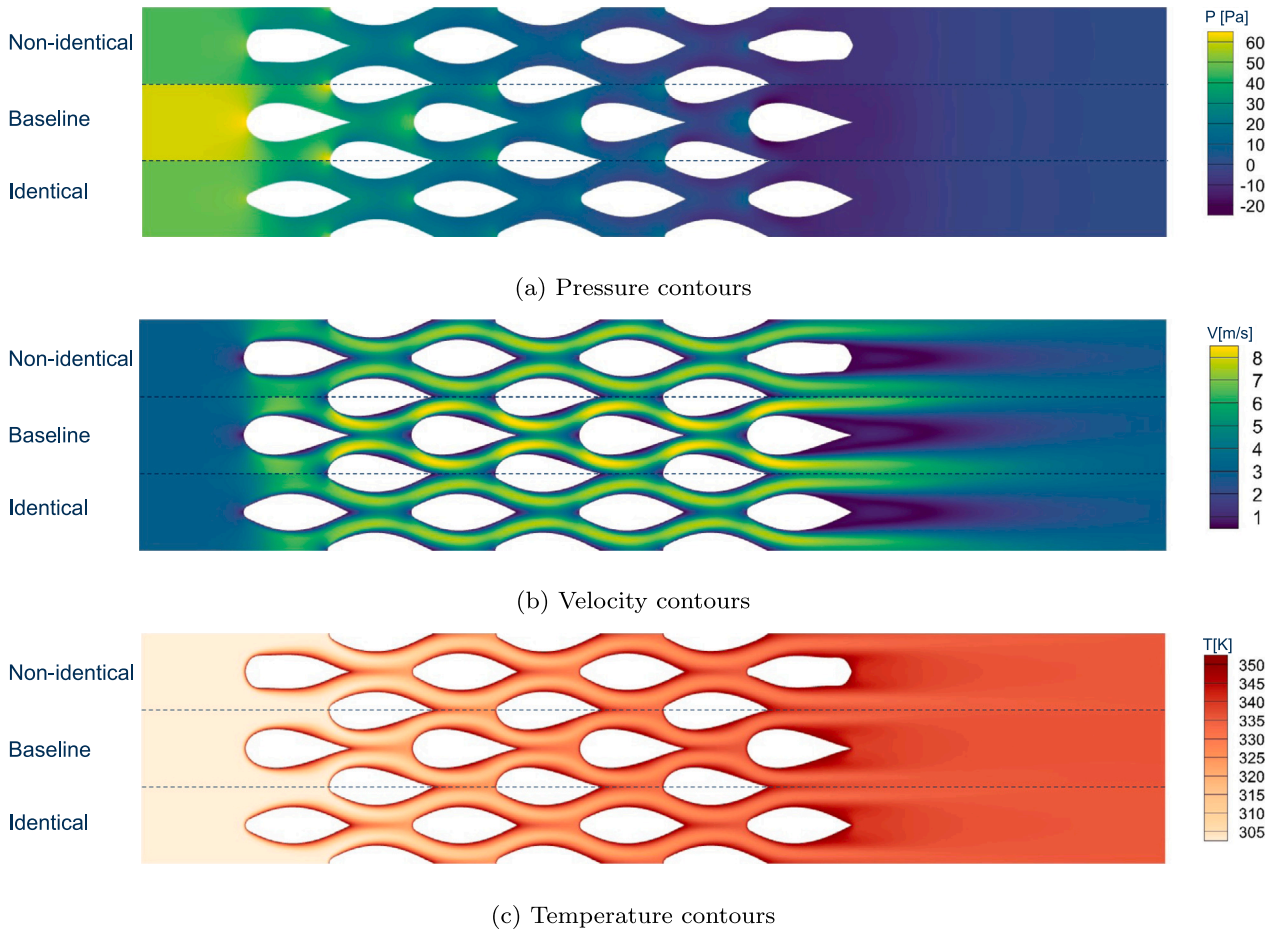 P [Pa]
Non-identical
60
50
40
30
20
10
0
-10
-20
Baseline
Identical
(a) Pressure contours
V[m/s]
Non-identical
8
7
6
5
4
3
2
1
Baseline
Identical
(b) Velocity contours
T[K]
Non-identical
350
345
340
335
330
325
320
315
310
305
Baseline
Identical
(c) Temperature contours